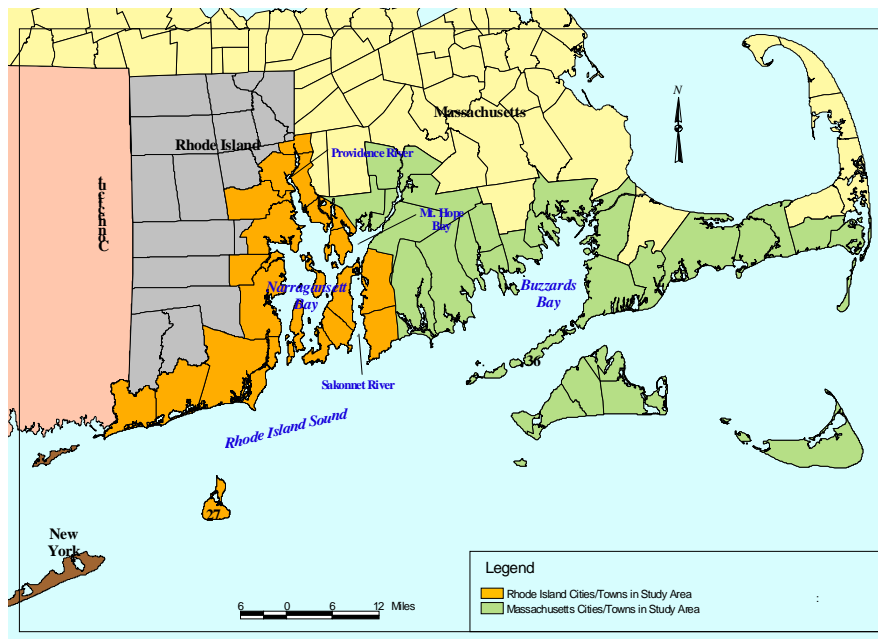 N
Massachusetts
Rhode Island
Providence River
Mt. Hope
Bay
Narragansett
Bay
Buzzards
Bay
36
Sakonnet River
Rhode Island Sound
27
New
York
6 0 6 12 Miles
Legend
Rhode Island Cities/Towns in Study Area
Massachusetts Cities/Towns in Study Area
: